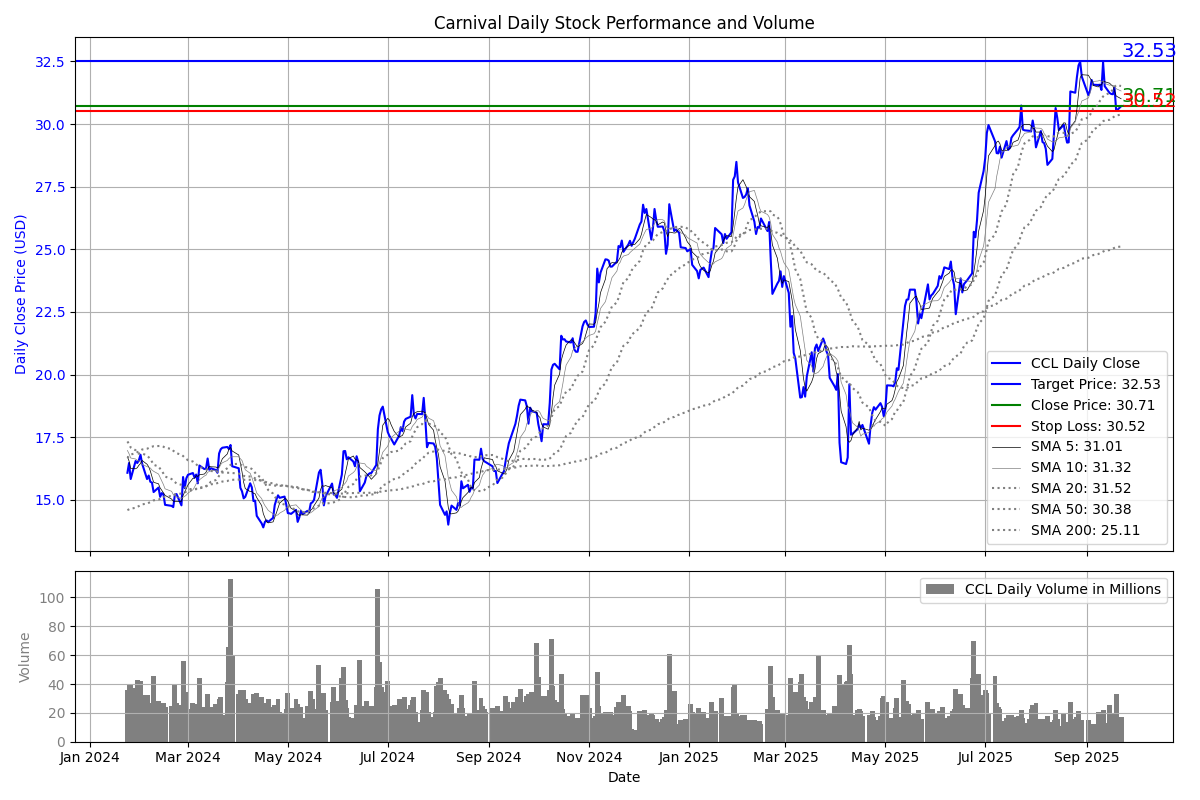 Carnival Daily Stock Performance and Volume
32.53
30.71
30.52
Daily Close Price (USD)
32.5
30.0
27.5
25.0
22.5
20.0
17.5
15.0
CCL Daily Close
Target Price: 32.53
Close Price: 30.71
Stop Loss: 30.52
SMA 5: 31.01
SMA 10: 31.32
SMA 20: 31.52
SMA 50: 30.38
SMA 200: 25.11
CCL Daily Volume in Millions
Volume
100
80
60
40
20
0
Jan 2024 Mar 2024 May 2024 Jul 2024 Sep 2024 Nov 2024 Jan 2025 Mar 2025 May 2025 Jul 2025 Sep 2025
Date